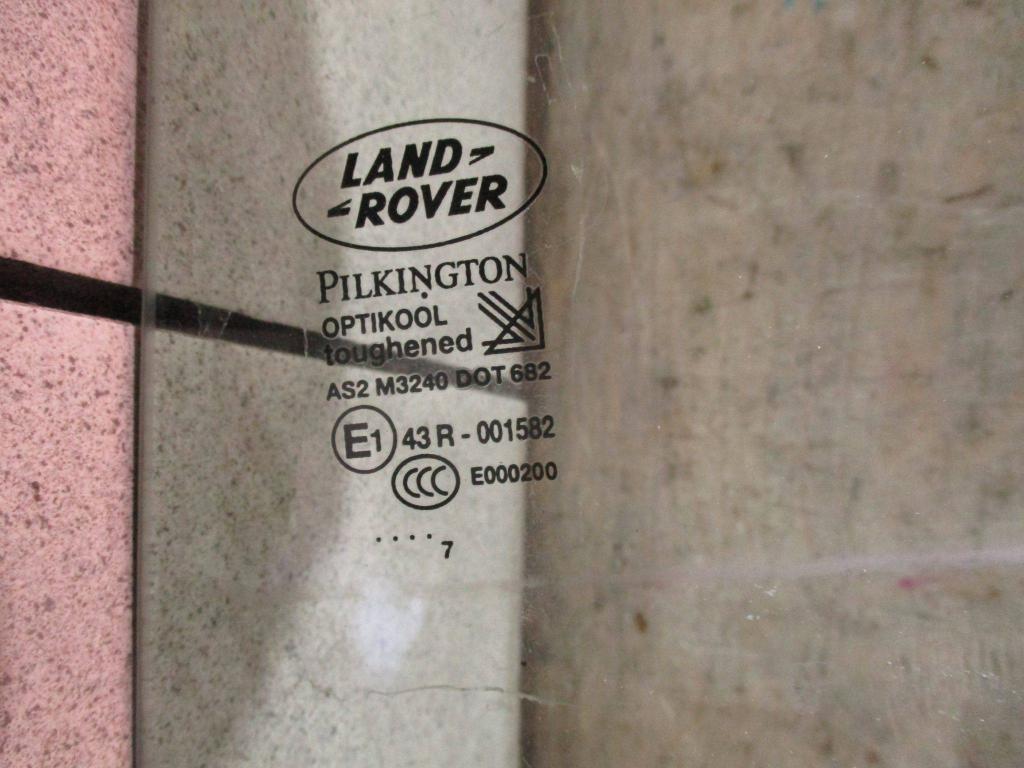 LAND
ROVER
PILKINGTON
OPTIKOOL
toughened
AS2 M3240 DOT 682
E1 43 R - 001582
CCC E000200
.... 7